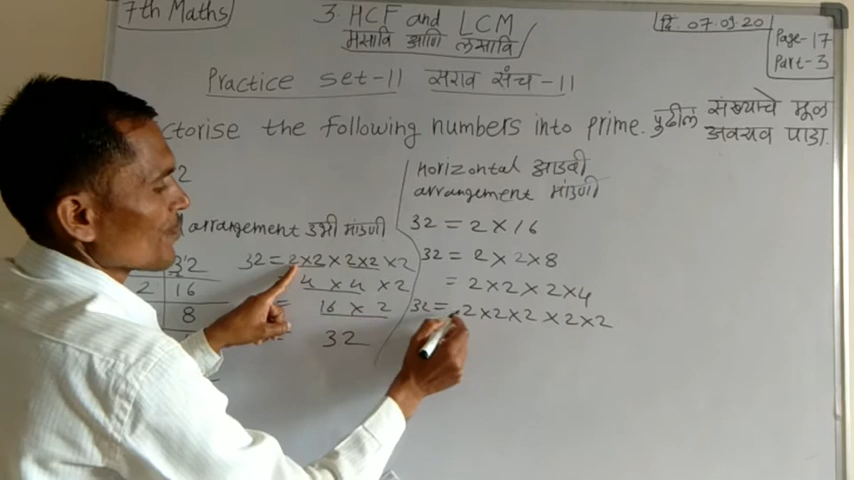 7th Maths
3. HCF and LCM
मसावि आणि लसावि
दि. 07.09.20
Page-17
Part-3
Practice set-11 सराव संच-11
ctorise the following numbers into prime. पुढील संख्यांचे मूळ
अवयव पाडा.
2
arrangement उभी मांडणी
32
2 16
8
32 = 2×2×2×2×2
= 4 × 4 ×2
= 16 × 2
= 32
Horizontal आडवी
arrangement मांडणी
32 = 2×16
32 = 2×2×8
= 2×2×2×4
32= 2×2×2×2×2